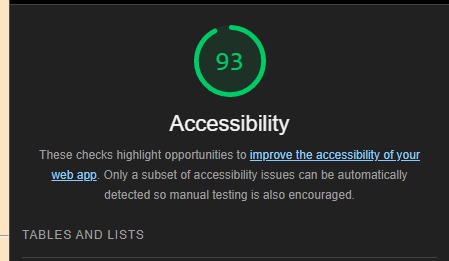 93
Accessibility
These checks highlight opportunities to improve the accessibility of your
web app. Only a subset of accessibility issues can be automatically
detected so manual testing is also encouraged.
TABLES AND LISTS